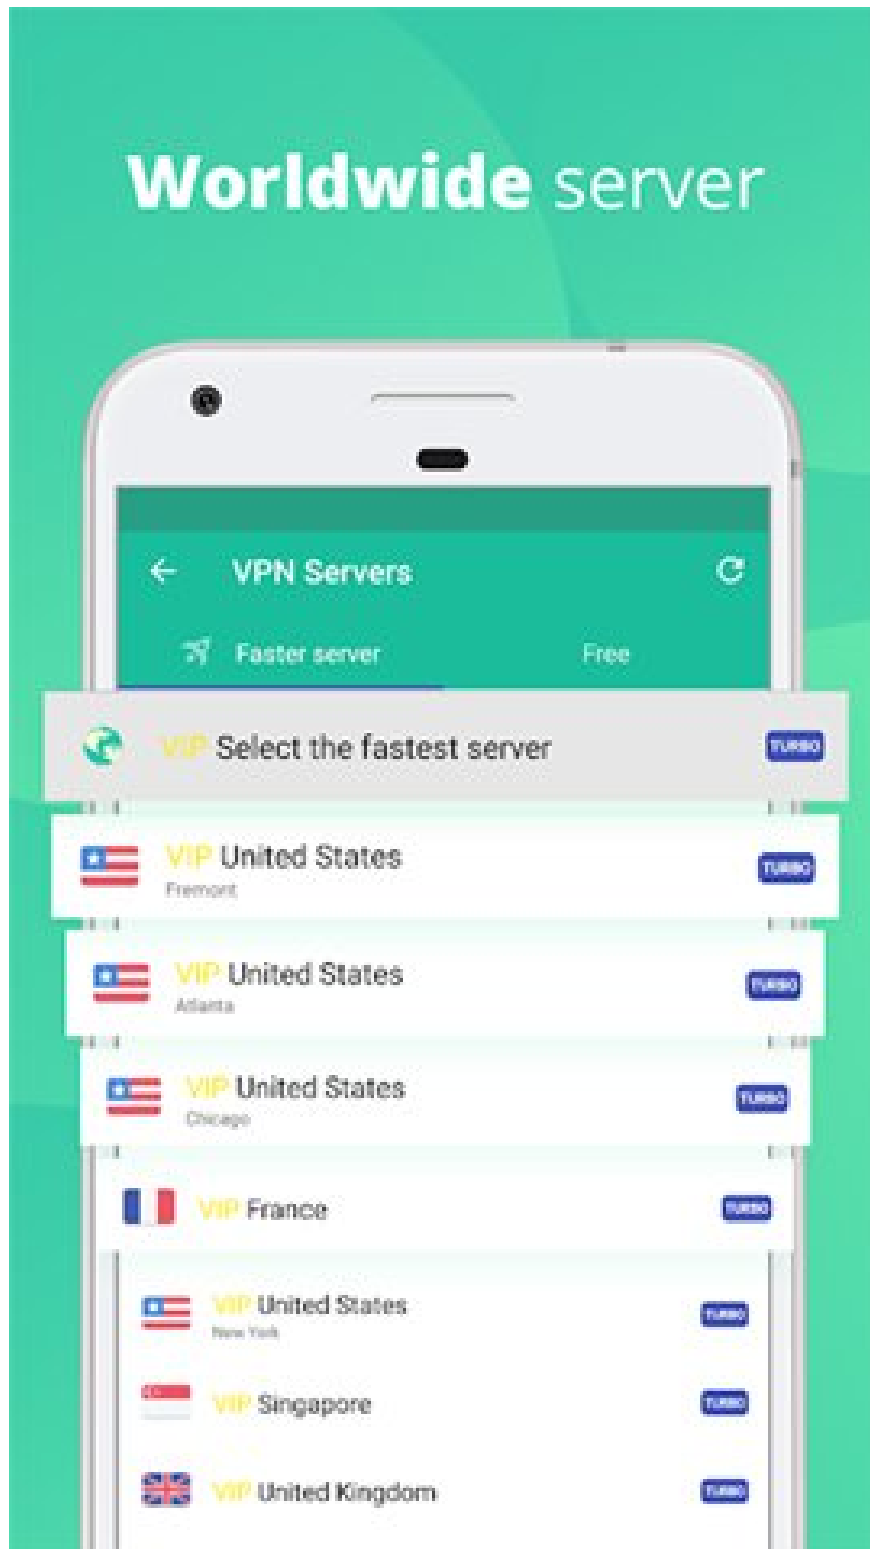 Worldwide server
VPN Servers
Faster server
Free
VIP Select the fastest server
TURBO
VIP United States
Fremont
TURBO
VIP United States
Atlanta
TURBO
VIP United States
Chicago
TURBO
VIP France
TURBO
VIP United States
New York
TURBO
VIP Singapore
TURBO
VIP United Kingdom
TURBO